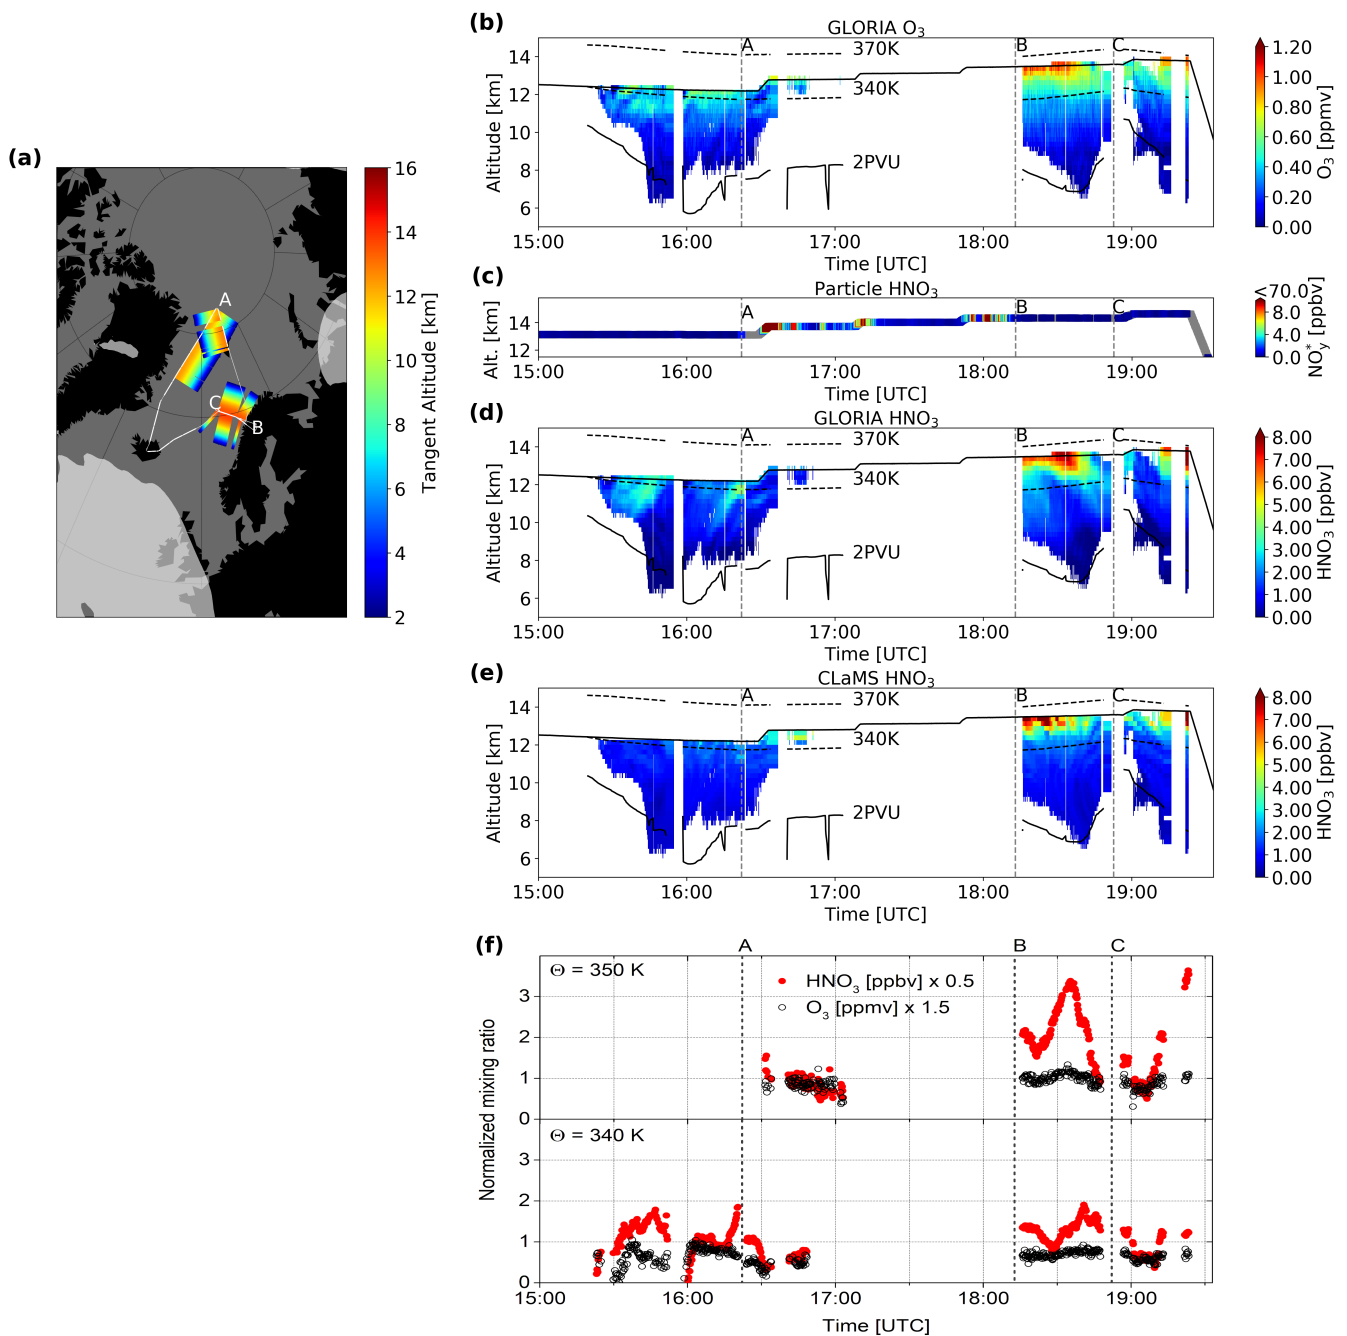 (a)
A
C
B
16
14
12
10
8
6
4
2
Tangent Altitude [km]
(b)
GLORIA O3
A
B
C
370K
340K
2PVU
14
12
10
8
6
Altitude [km]
15:00 16:00 17:00 18:00 19:00
Time [UTC]
1.20
1.00
0.80
0.60
0.40
0.20
0.00
O3 [ppmv]
(c)
Particle HNO3
A
B
C
14
12
Alt. [km]
15:00 16:00 17:00 18:00 19:00
Time [UTC]
<70.0
8.0
4.0
0.0
NOy* [ppbv]
(d)
GLORIA HNO3
A
B
C
370K
340K
2PVU
14
12
10
8
6
Altitude [km]
15:00 16:00 17:00 18:00 19:00
Time [UTC]
8.00
7.00
6.00
5.00
4.00
3.00
2.00
1.00
0.00
HNO3 [ppbv]
(e)
CLaMS HNO3
A
B
C
370K
340K
2PVU
14
12
10
8
6
Altitude [km]
15:00 16:00 17:00 18:00 19:00
Time [UTC]
8.00
7.00
6.00
5.00
4.00
3.00
2.00
1.00
0.00
HNO3 [ppbv]
(f)
A
B
C
Θ = 350 K
HNO3 [ppbv] x 0.5
O3 [ppmv] x 1.5
3
2
1
0
Θ = 340 K
3
2
1
0
Normalized mixing ratio
15:00 16:00 17:00 18:00 19:00
Time [UTC]